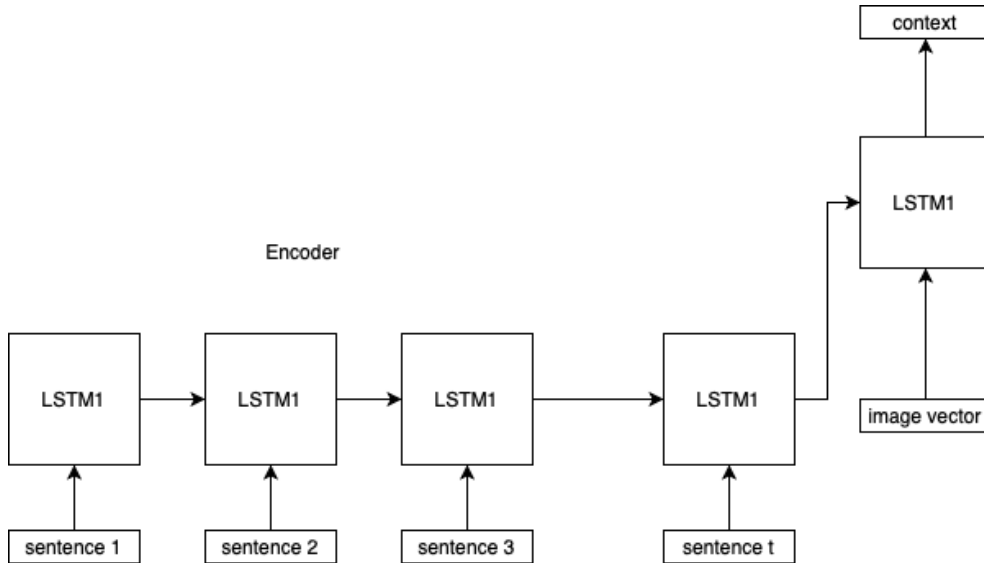 context
LSTM1
Encoder
LSTM1
LSTM1
LSTM1
LSTM1
image vector
sentence 1
sentence 2
sentence 3
sentence t